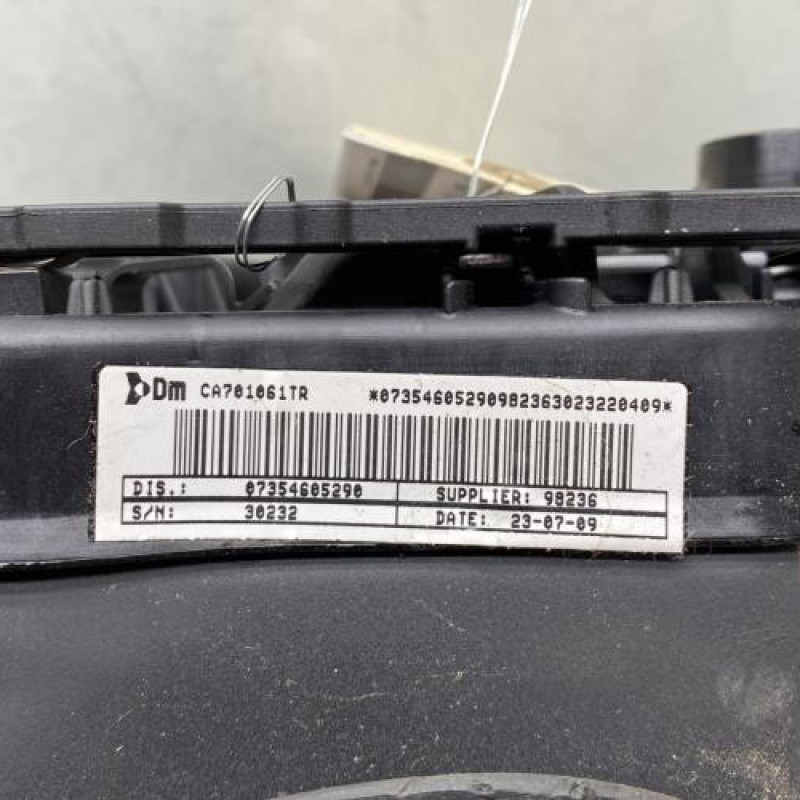 Dm CA701061TR *07354605290982363023220409*
DIS.: 07354605290 SUPPLIER: 98236
S/N: 30232 DATE: 23-07-09